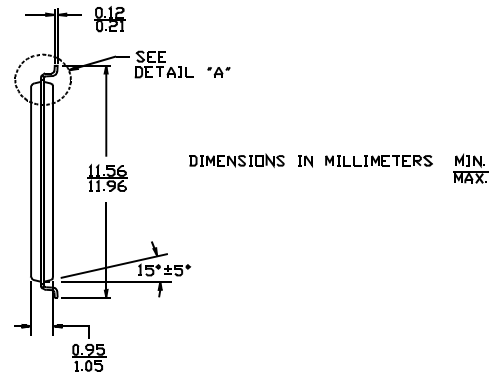 0.12
0.21
SEE
DETAIL "A"
11.56
11.96
DIMENSIONS IN MILLIMETERS MIN.
MAX.
15°±5°
0.95
1.05